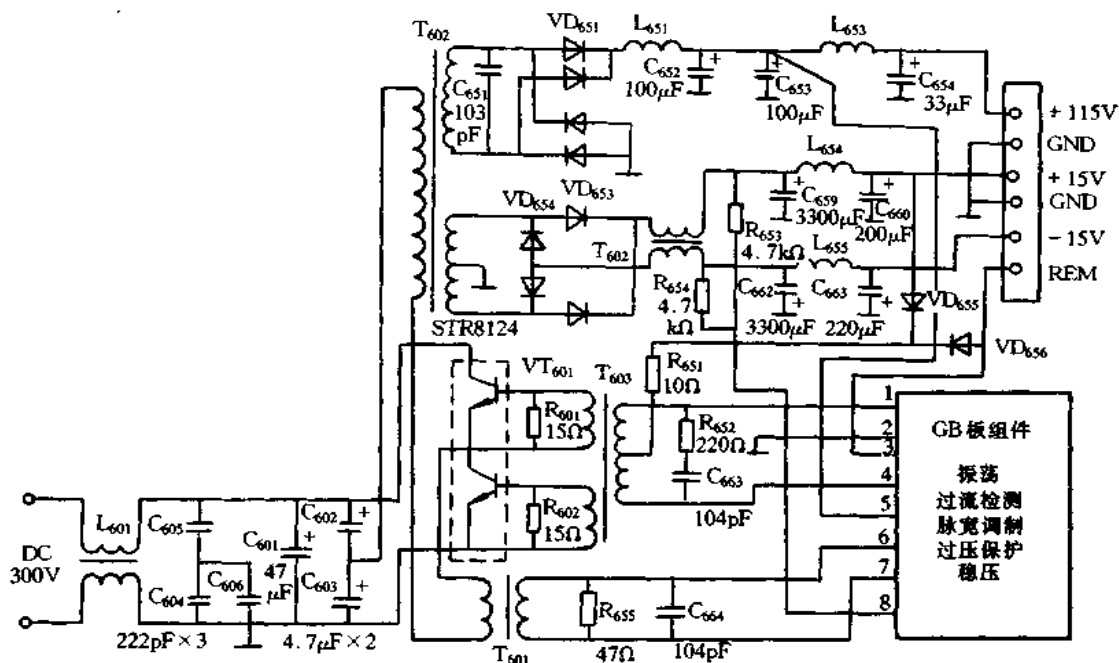 T602
VD651
L651
L653
C651
103
pF
C652
100μF
C653
100μF
C654
33μF
+ 115V
GND
+ 15V
GND
− 15V
REM
L654
VD654
VD653
C659
3300μF
C660
200μF
R653
4.7kΩ
T602
L655
R654
4.7
kΩ
C662
3300μF
C663
220μF
STR8124
VD655
VD656
R651
10Ω
VT601
T603
R601
15Ω
R652
220Ω
C663
104pF
R602
15Ω
1
2
3
4
5
6
7
8
GB板组件
振荡
过流检测
脉宽调制
过压保护
稳压
L601
DC
300V
C605
C602
C601
47
μF
C606
C603
C604
222pF×3
4.7μF×2
T601
R655
47Ω
C664
104pF